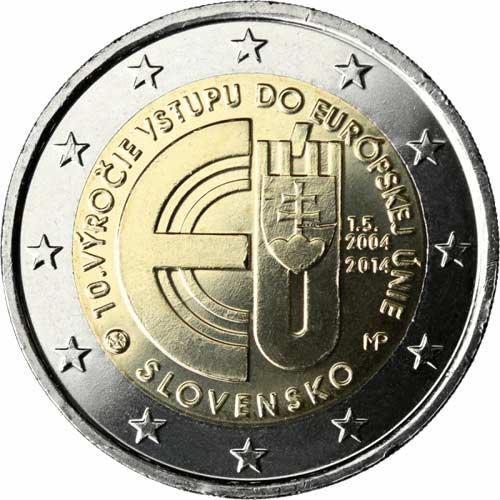 10. VÝROČIE VSTUPU DO EURÓPSKEJ ÚNIE
1.5.
2004
2014
MP
SLOVENSKO